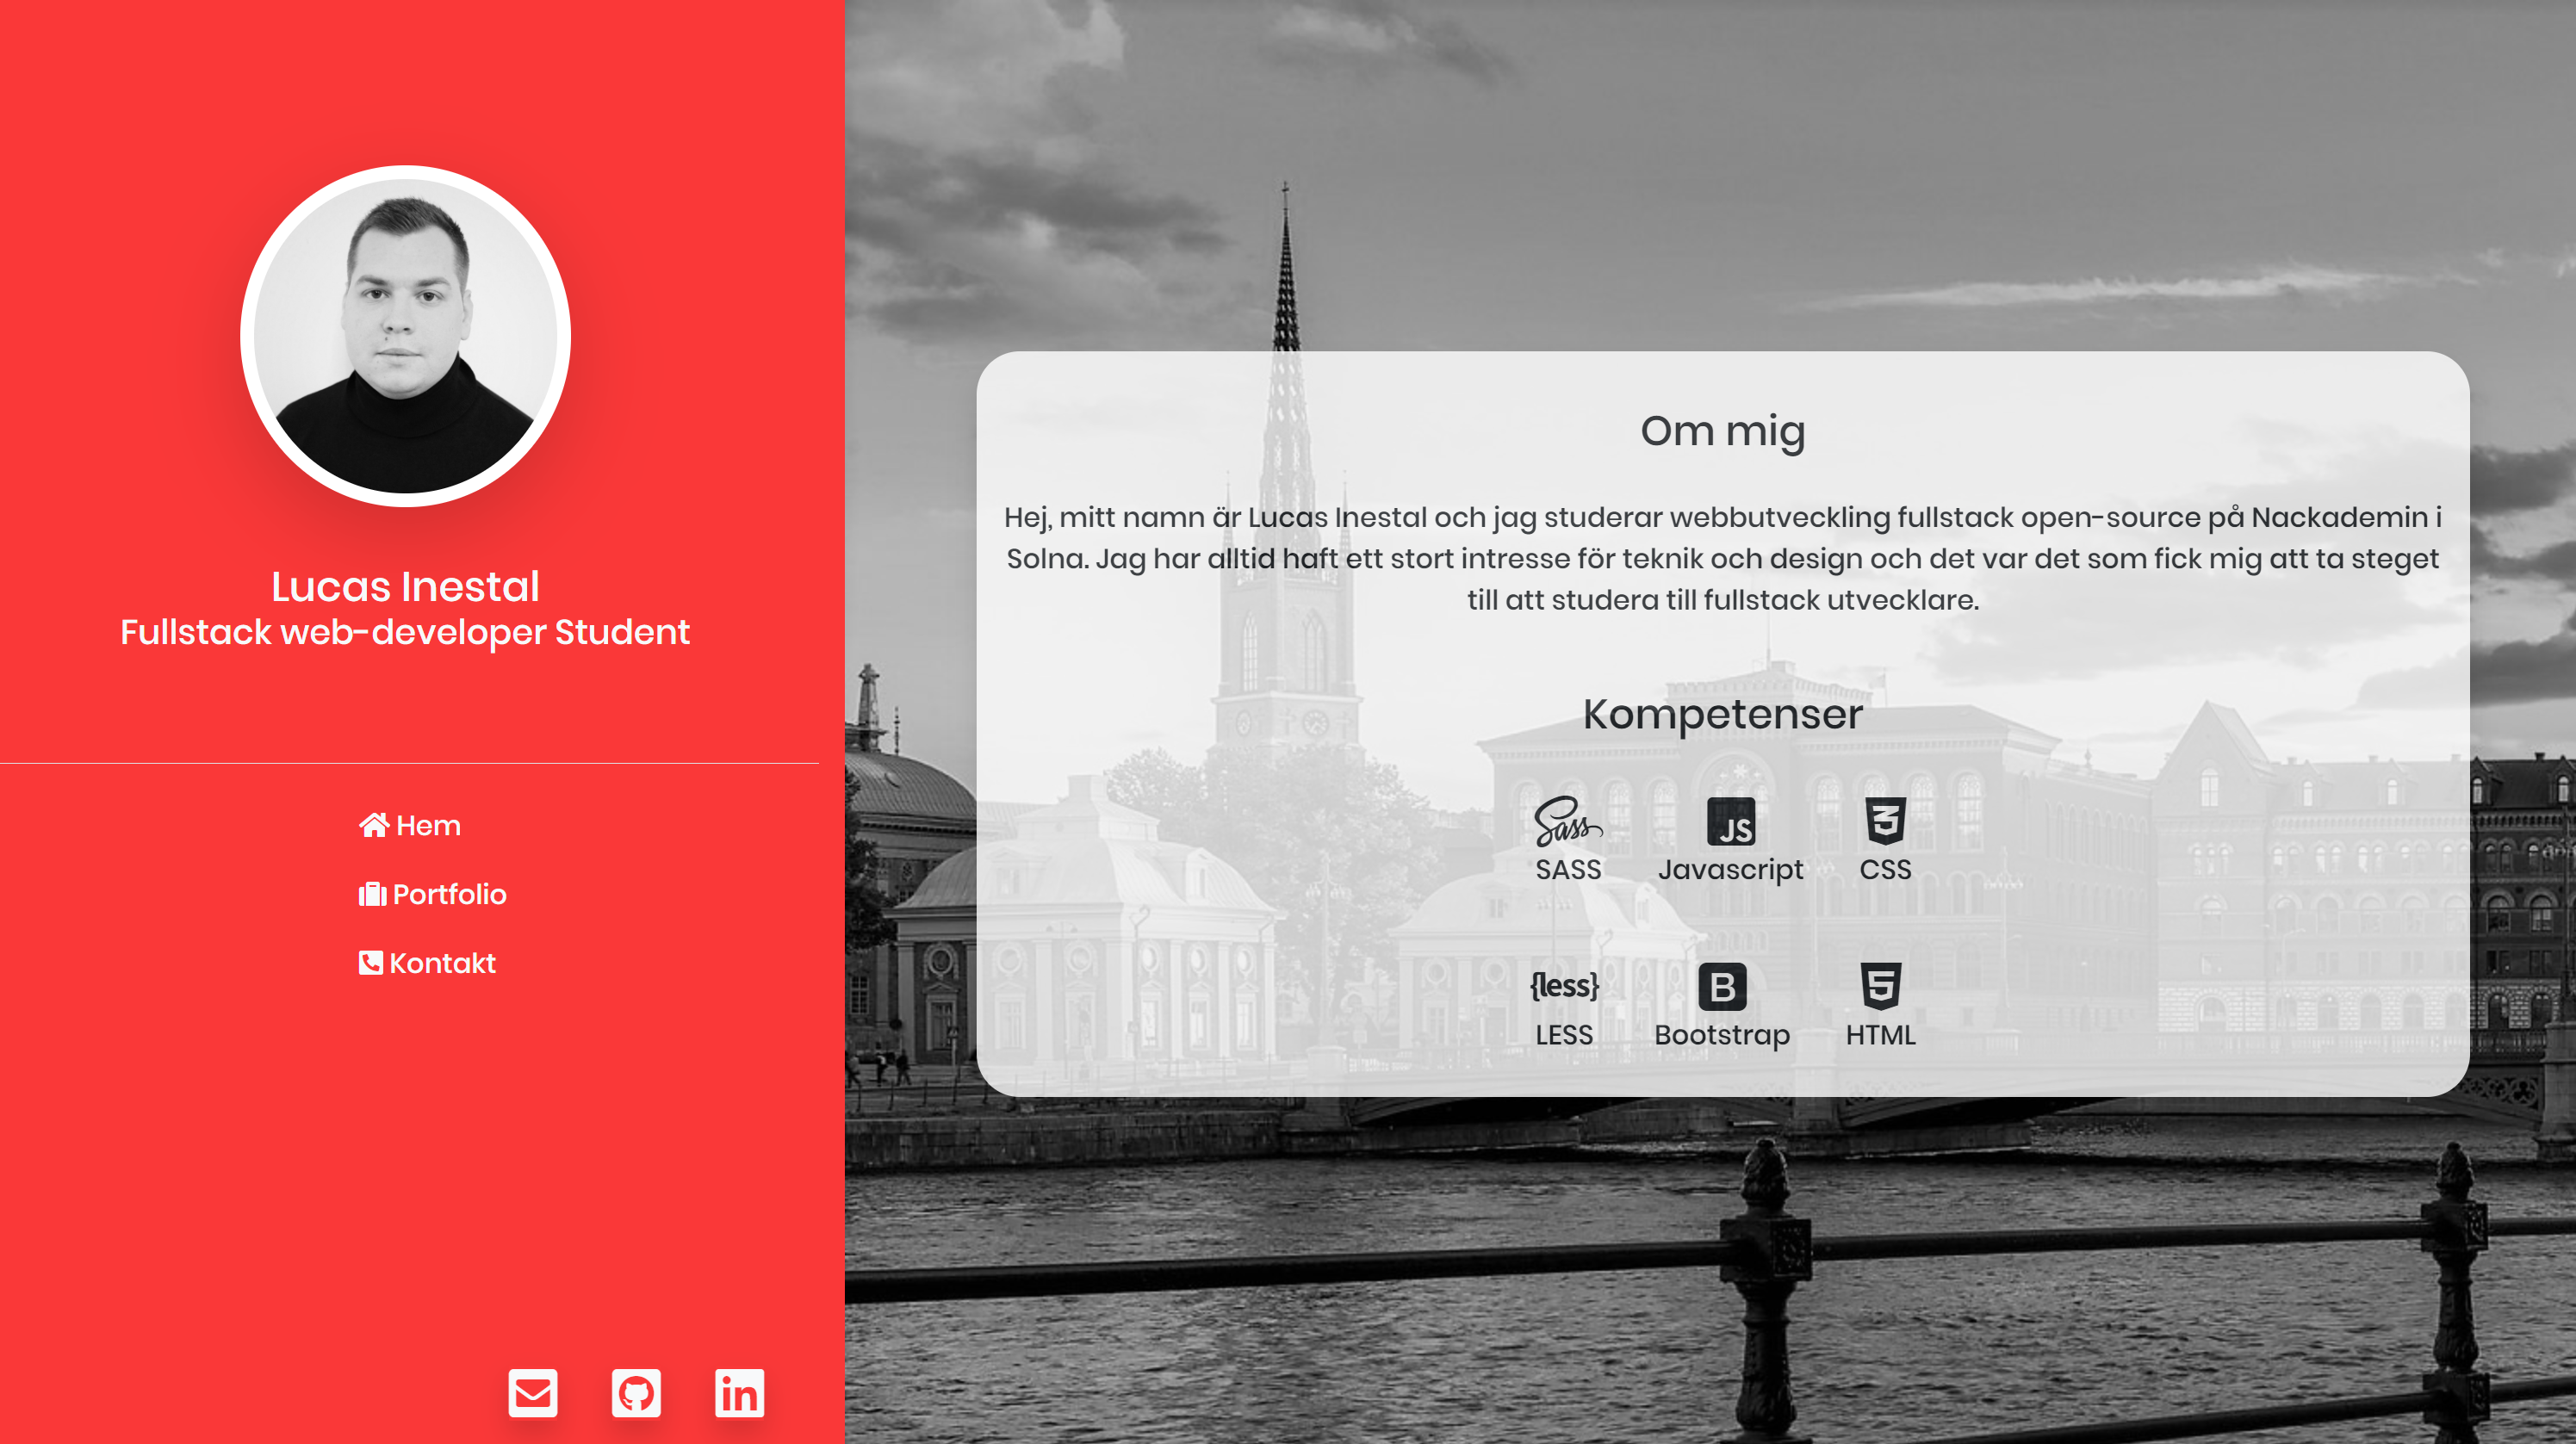 Lucas Inestal
Fullstack web-developer Student
Hem
Portfolio
Kontakt
in
Om mig
Hej, mitt namn är Lucas Inestal och jag studerar webbutveckling fullstack open-source på Nackademin i
Solna. Jag har alltid haft ett stort intresse för teknik och design och det var det som fick mig att ta steget
till att studera till fullstack utvecklare.
Kompetenser
Sass JS 3
SASS Javascript CSS
{less} B 5
LESS Bootstrap HTML